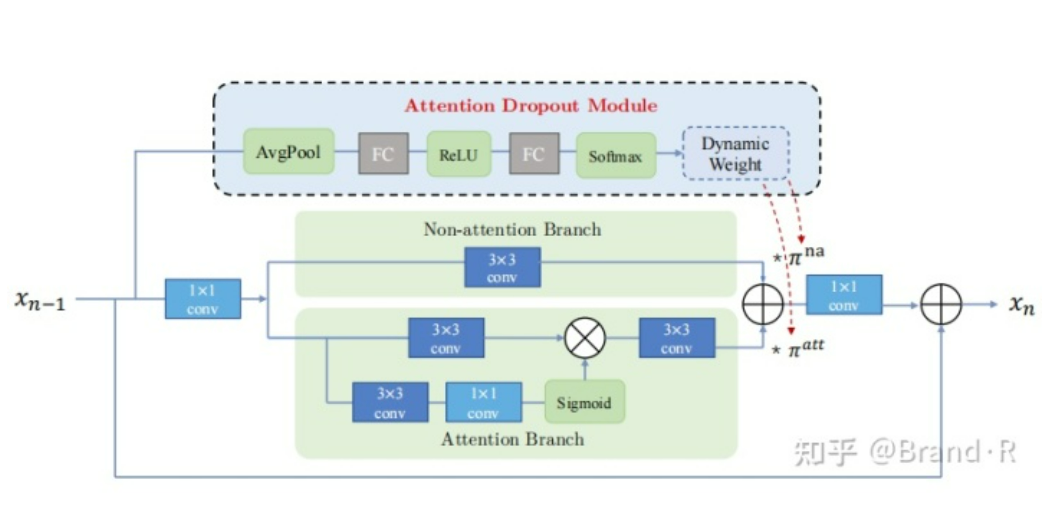 Attention Dropout Module
AvgPool
FC
ReLU
FC
Softmax
Dynamic
Weight
Non-attention Branch
3×3
conv
* π^na
x_{n-1}
1×1
conv
1×1
conv
x_n
3×3
conv
3×3
conv
* π^att
3×3
conv
1×1
conv
Sigmoid
Attention Branch
知乎 @Brand·R